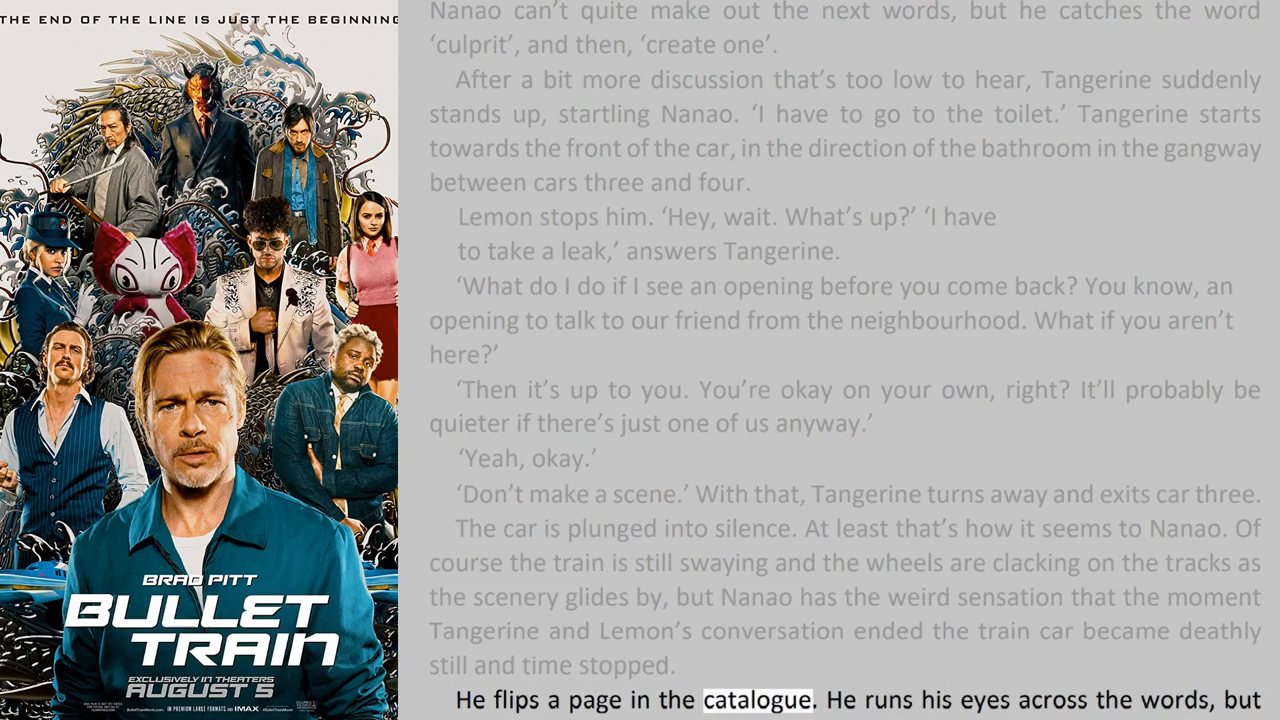 THE END OF THE LINE IS JUST THE BEGINNING
BRAD PITT
BULLET
TRAIN
EXCLUSIVELY IN THEATERS
AUGUST 5
BulletTrainMovie.com
IN PREMIUM LARGE FORMATS AND IMAX
#BulletTrainMovie
Nanao can’t quite make out the next words, but he catches the word
‘culprit’, and then, ‘create one’.
After a bit more discussion that’s too low to hear, Tangerine suddenly
stands up, startling Nanao. ‘I have to go to the toilet.’ Tangerine starts
towards the front of the car, in the direction of the bathroom in the gangway
between cars three and four.
Lemon stops him. ‘Hey, wait. What’s up?’ ‘I have
to take a leak,’ answers Tangerine.
‘What do I do if I see an opening before you come back? You know, an
opening to talk to our friend from the neighbourhood. What if you aren’t
here?’
‘Then it’s up to you. You’re okay on your own, right? It’ll probably be
quieter if there’s just one of us anyway.’
‘Yeah, okay.’
‘Don’t make a scene.’ With that, Tangerine turns away and exits car three.
The car is plunged into silence. At least that’s how it seems to Nanao. Of
course the train is still swaying and the wheels are clacking on the tracks as
the scenery glides by, but Nanao has the weird sensation that the moment
Tangerine and Lemon’s conversation ended the train car became deathly
still and time stopped.
He flips a page in the catalogue. He runs his eyes across the words, but